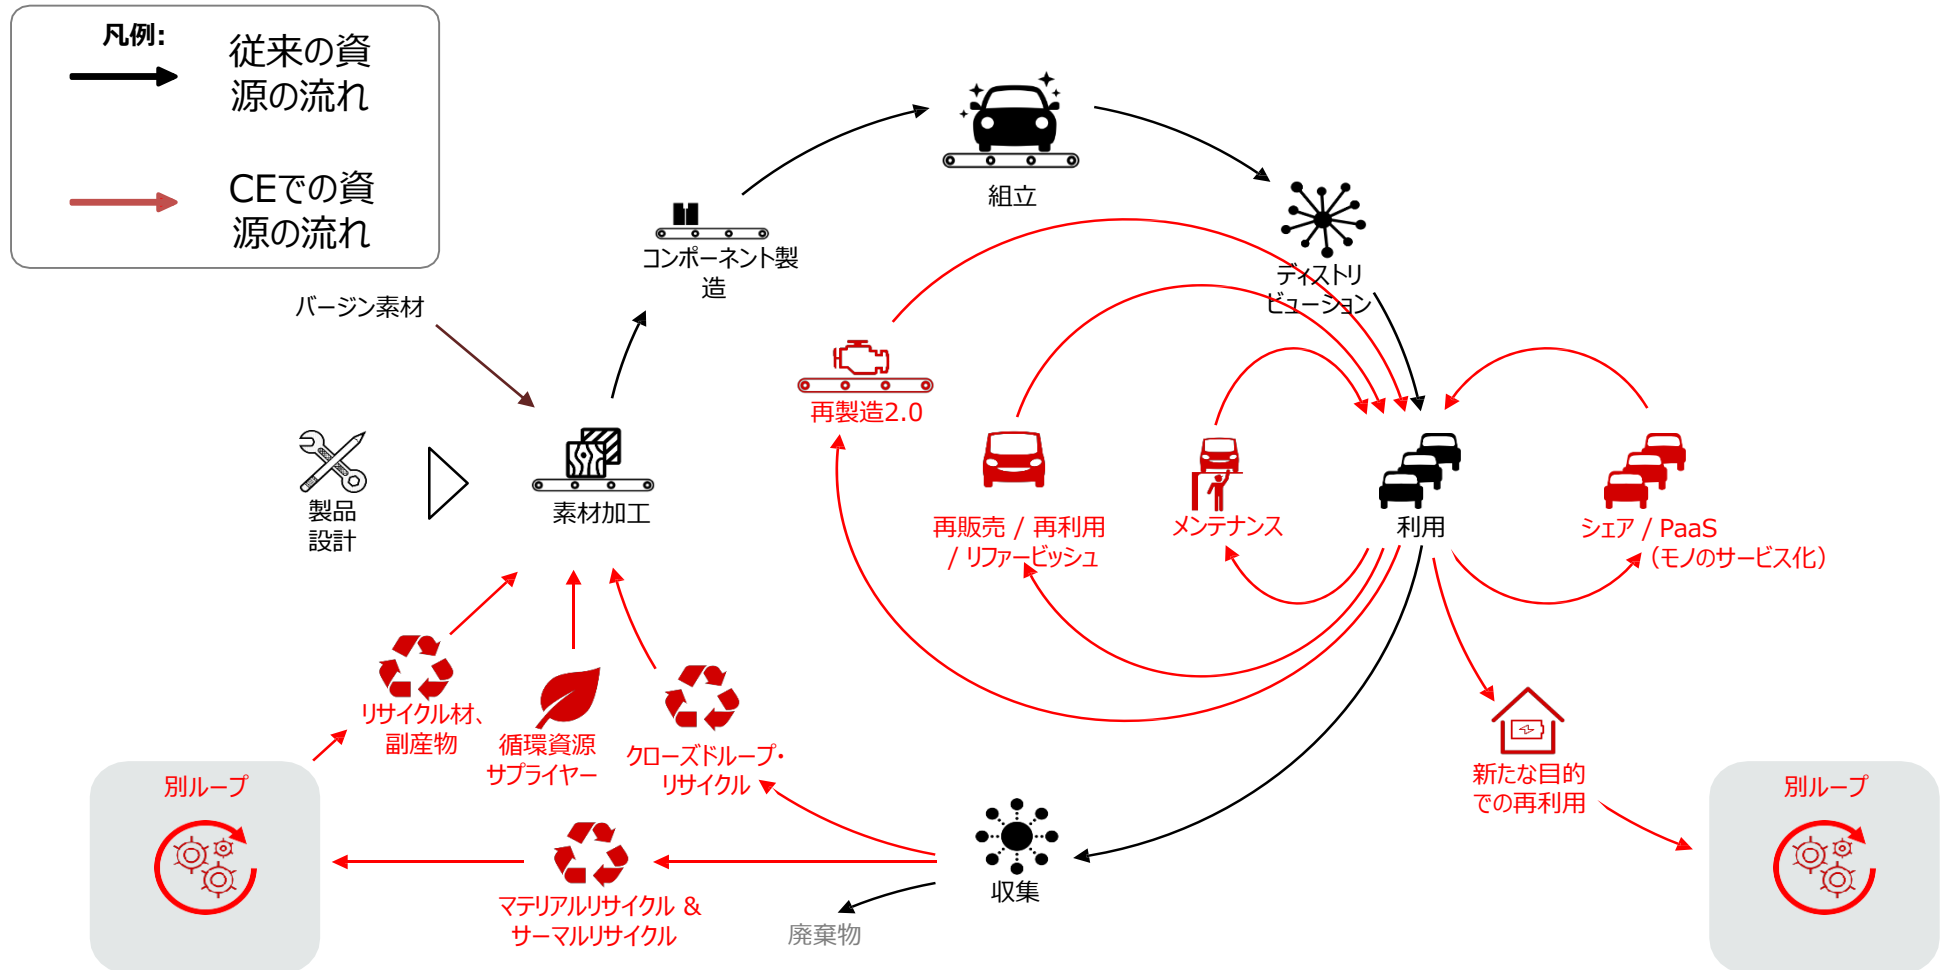 凡例:
従来の資
源の流れ
CEでの資
源の流れ
組立
コンポーネント製
造
ディストリ
ビューション
バージン素材
再製造2.0
製品
設計
素材加工
再販売 / 再利用
/ リファービッシュ
メンテナンス
利用
シェア / PaaS
（モノのサービス化）
リサイクル材、
副産物
循環資源
サプライヤー
クローズドループ・
リサイクル
新たな目的
での再利用
別ループ
別ループ
収集
マテリアルリサイクル &
サーマルリサイクル
廃棄物